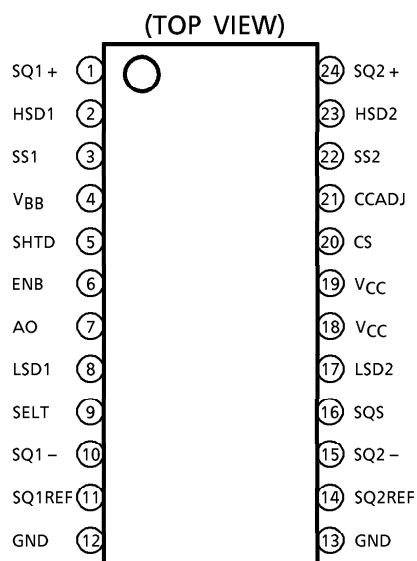 (TOP VIEW)
SQ1 + 1 24 SQ2 +
HSD1 2 23 HSD2
SS1 3 22 SS2
VBB 4 21 CCADJ
SHTD 5 20 CS
ENB 6 19 VCC
AO 7 18 VCC
LSD1 8 17 LSD2
SELT 9 16 SQS
SQ1 – 10 15 SQ2 –
SQ1REF 11 14 SQ2REF
GND 12 13 GND